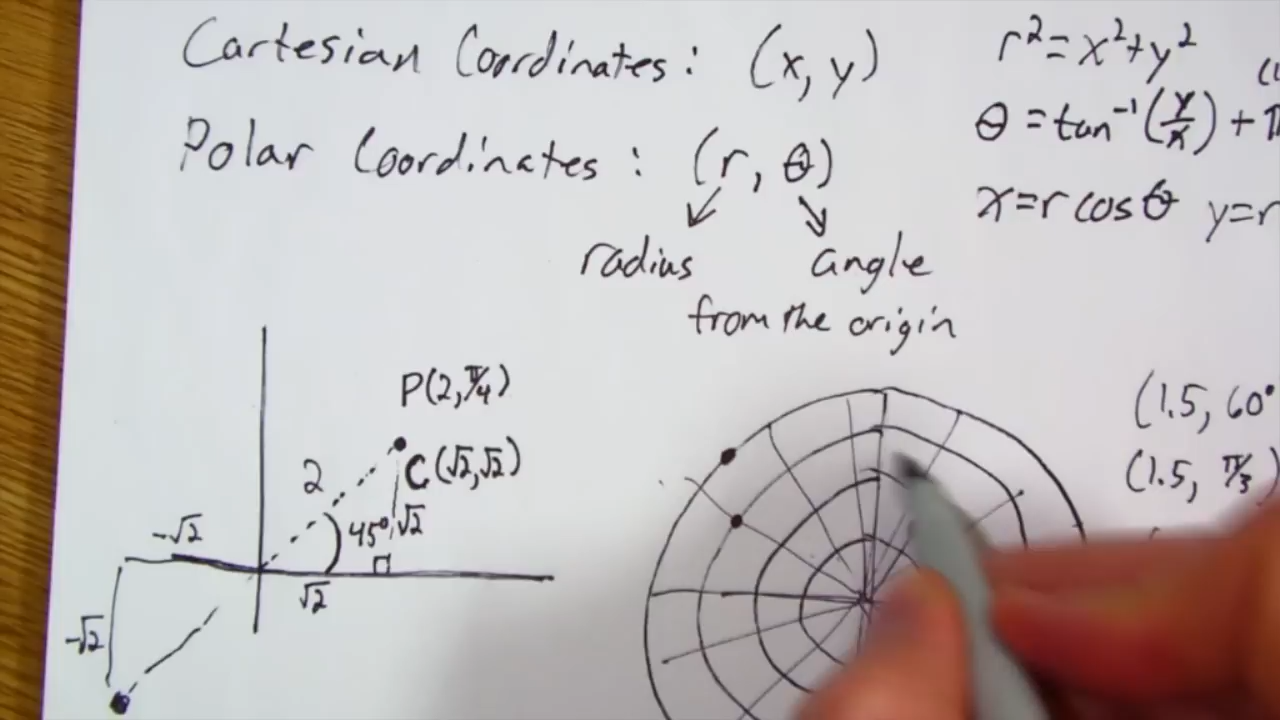 Cartesian Coordinates: (x, y)
Polar Coordinates: (r, θ)
radius
angle
from the origin
r²=x²+y²
θ=tan⁻¹(y/x)+π
x=r cosθ y=r
P(2,π/4)
C(√2,√2)
2
45°
√2
√2
-√2
-√2
(1.5, 60°
(1.5, π/3)